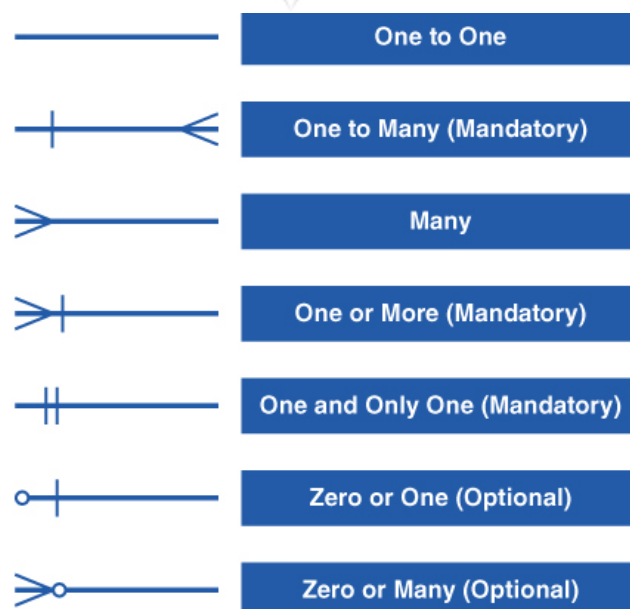 One to One
One to Many (Mandatory)
Many
One or More (Mandatory)
One and Only One (Mandatory)
Zero or One (Optional)
Zero or Many (Optional)